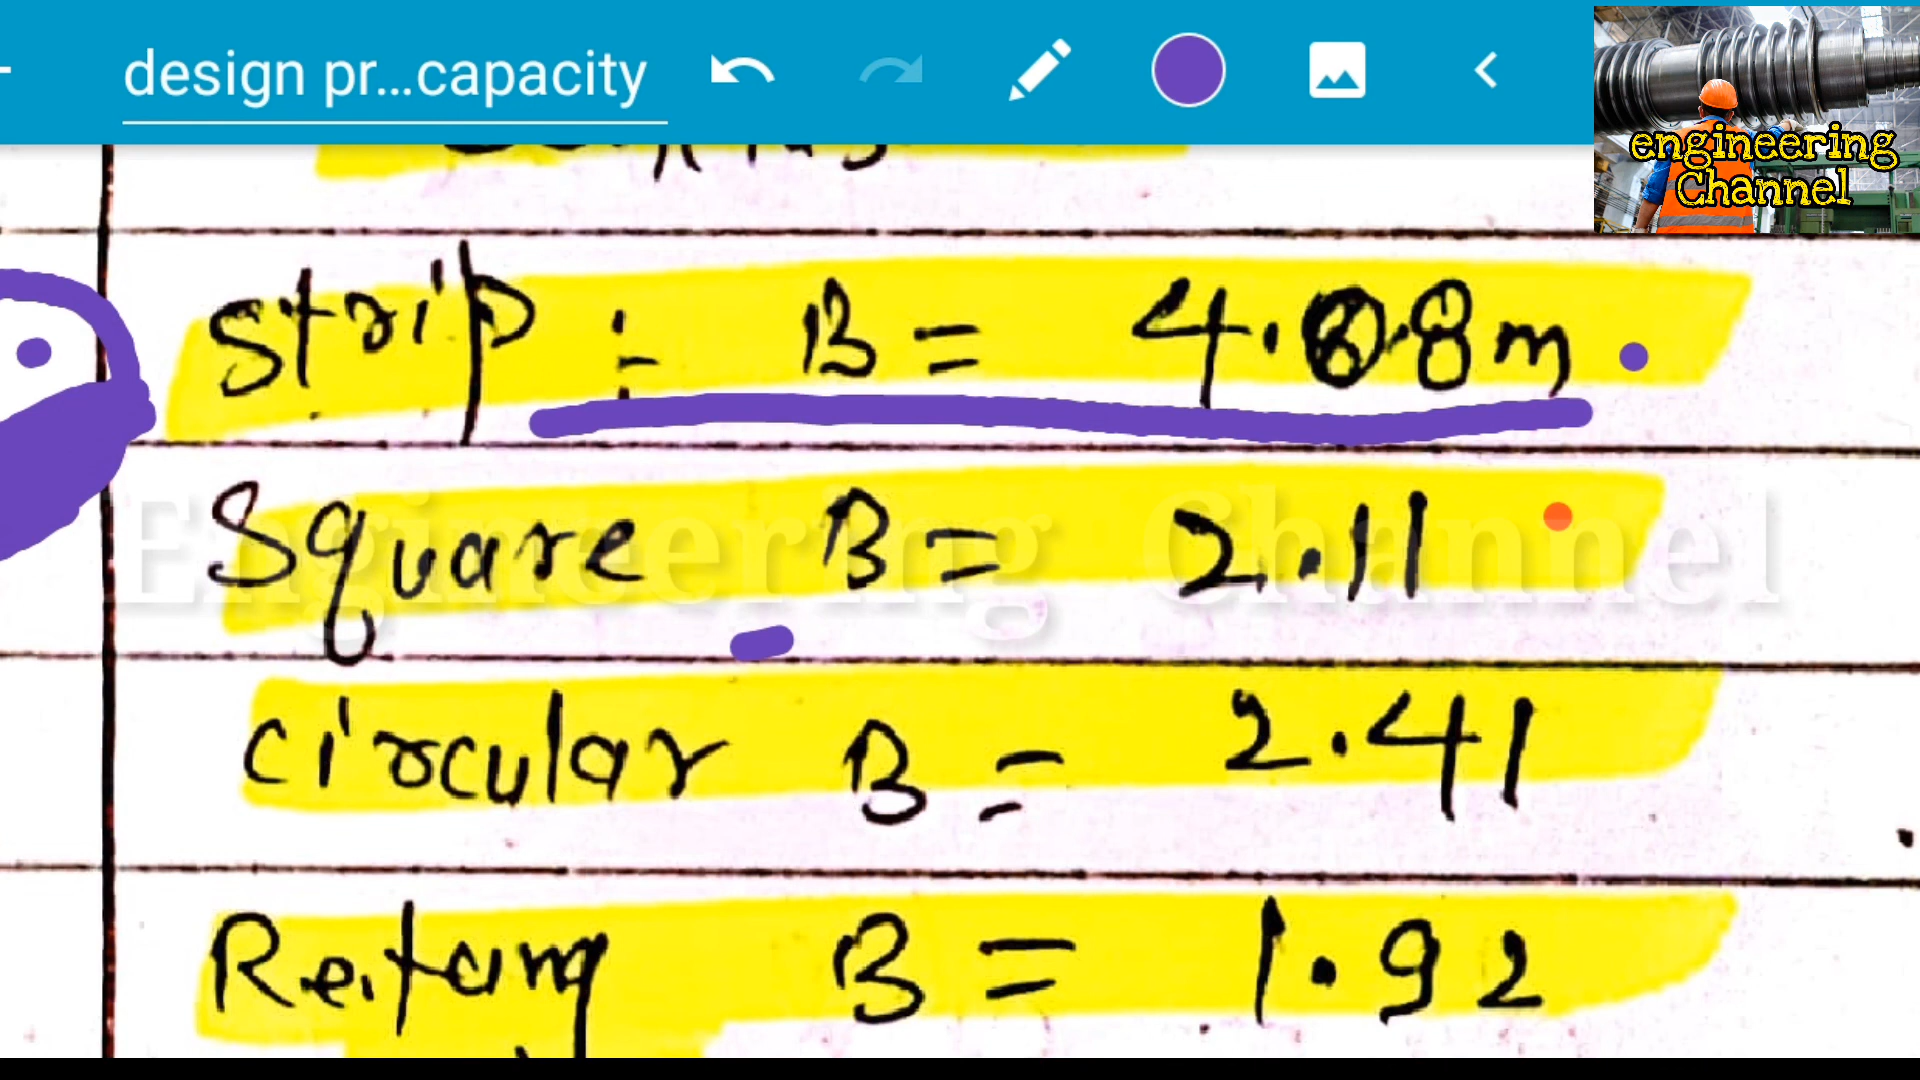 design pr...capacity
engineering
Channel
Strip :- B = 4.08m
Square B = 2.11
Engineering Channel
Circular B = 2.41
Rectang B = 1.92